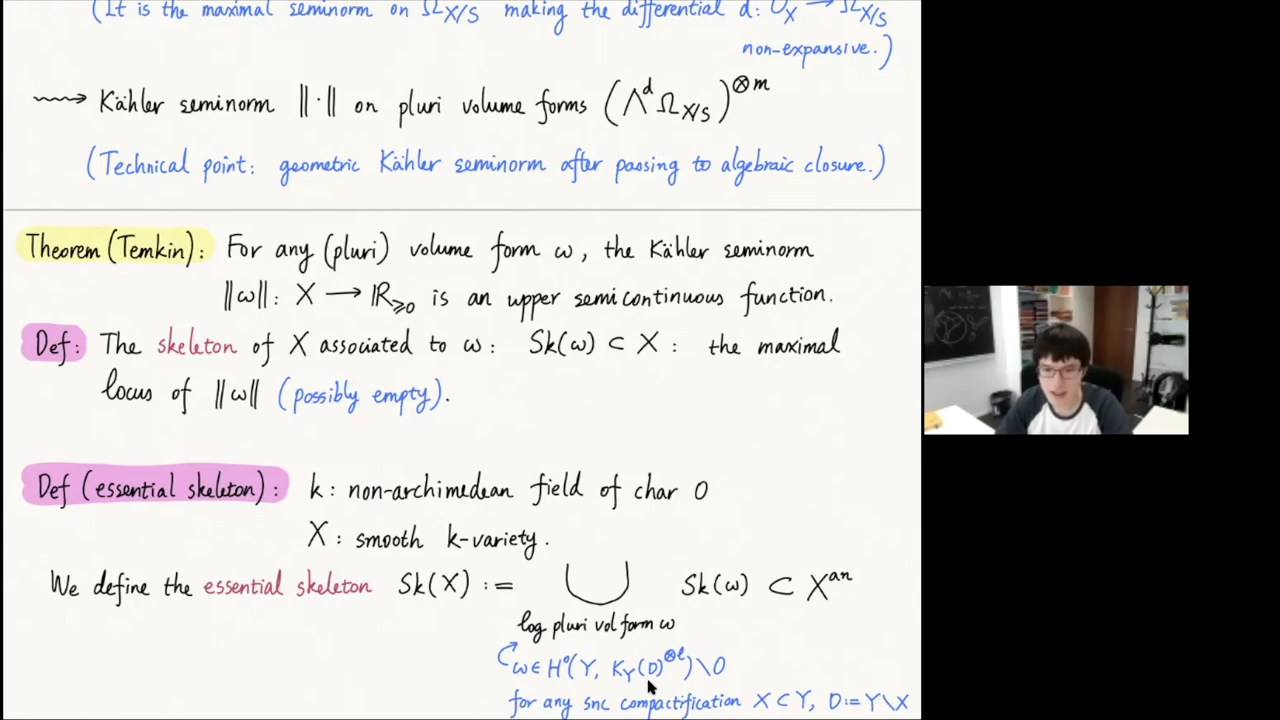 (It is the maximal seminorm on Ω_{X/S} making the differential d: O_X → Ω_{X/S}
non-expansive.)
⟿ Kähler seminorm ‖·‖ on pluri volume forms (Λ^d Ω_{X/S})^{⊗m}
(Technical point: geometric Kähler seminorm after passing to algebraic closure.)
Theorem (Temkin): For any (pluri) volume form ω, the Kähler seminorm
‖ω‖: X → ℝ_{⩾0} is an upper semicontinuous function.
Def: The skeleton of X associated to ω: Sk(ω) ⊂ X: the maximal
locus of ‖ω‖ (possibly empty).
Def (essential skeleton): k: non-archimedean field of char 0
X: smooth k-variety.
We define the essential skeleton Sk(X) := ⋃ Sk(ω) ⊂ X^{an}
log pluri vol form ω
ω ∈ H⁰(Y, K_Y(D)^{⊗ℓ}) \ 0
for any snc compactification X ⊂ Y, D := Y \ X